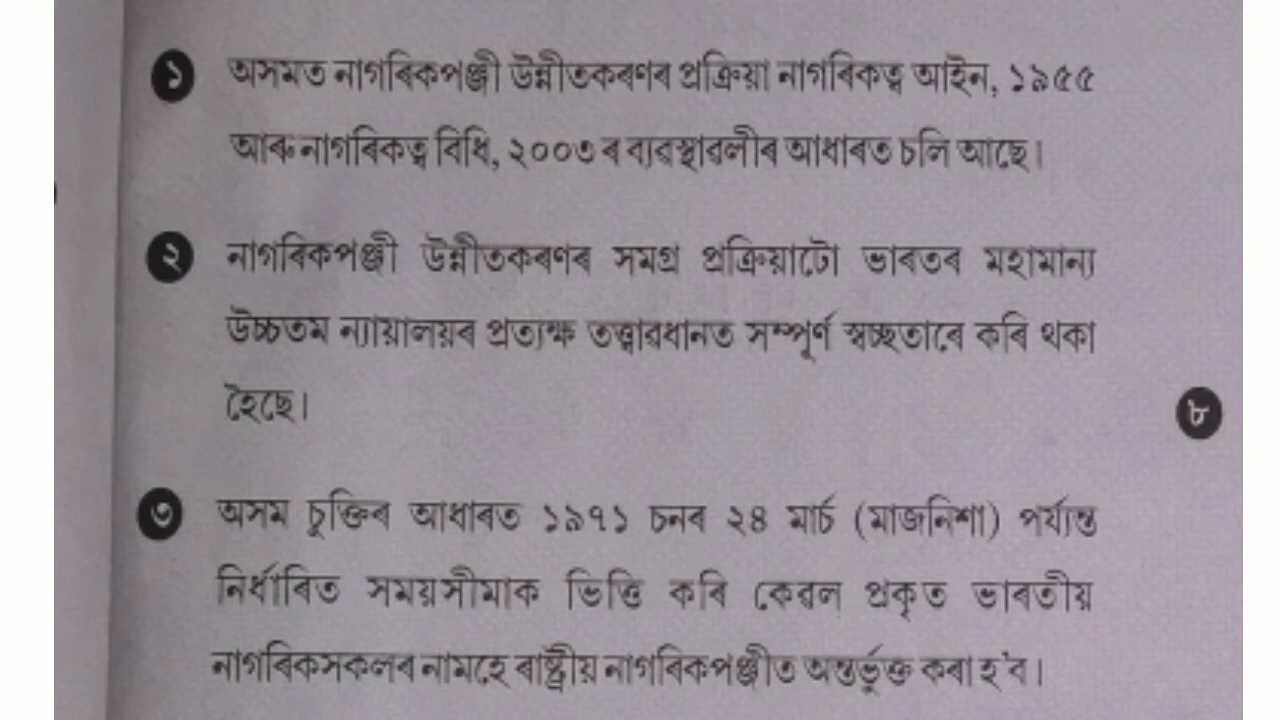 ১ অসমত নাগৰিকপঞ্জী উন্নীতকৰণৰ প্ৰক্ৰিয়া নাগৰিকত্ব আইন, ১৯৫৫
আৰু নাগৰিকত্ব বিধি, ২০০৩ ৰ ব্যৱস্থাৱলীৰ আধাৰত চলি আছে।
২ নাগৰিকপঞ্জী উন্নীতকৰণৰ সমগ্ৰ প্ৰক্ৰিয়াটো ভাৰতৰ মহামান্য
উচ্চতম ন্যায়ালয়ৰ প্ৰত্যক্ষ তত্ত্বাৱধানত সম্পূৰ্ণ স্বচ্ছতাৰে কৰি থকা
হৈছে।
৮
৩ অসম চুক্তিৰ আধাৰত ১৯৭১ চনৰ ২৪ মাৰ্চ (মাজনিশা) পৰ্য্যন্ত
নিৰ্ধাৰিত সময়সীমাক ভিত্তি কৰি কেৱল প্ৰকৃত ভাৰতীয়
নাগৰিকসকলৰ নামহে ৰাষ্ট্ৰীয় নাগৰিকপঞ্জীত অন্তৰ্ভুক্ত কৰা হ'ব।